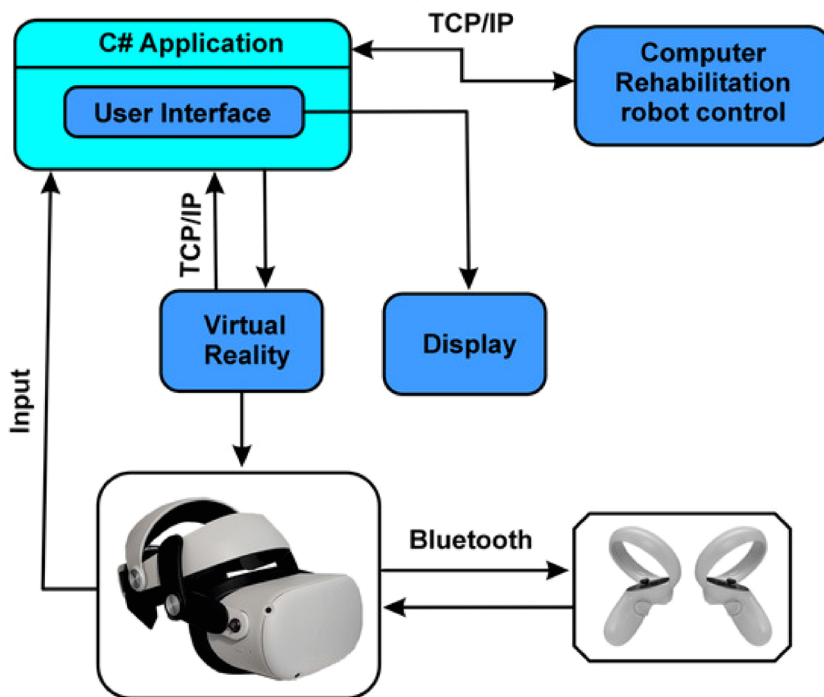 TCP/IP
C# Application
Computer
Rehabilitation
robot control
User Interface
TCP/IP
Virtual
Reality
Display
Input
Bluetooth